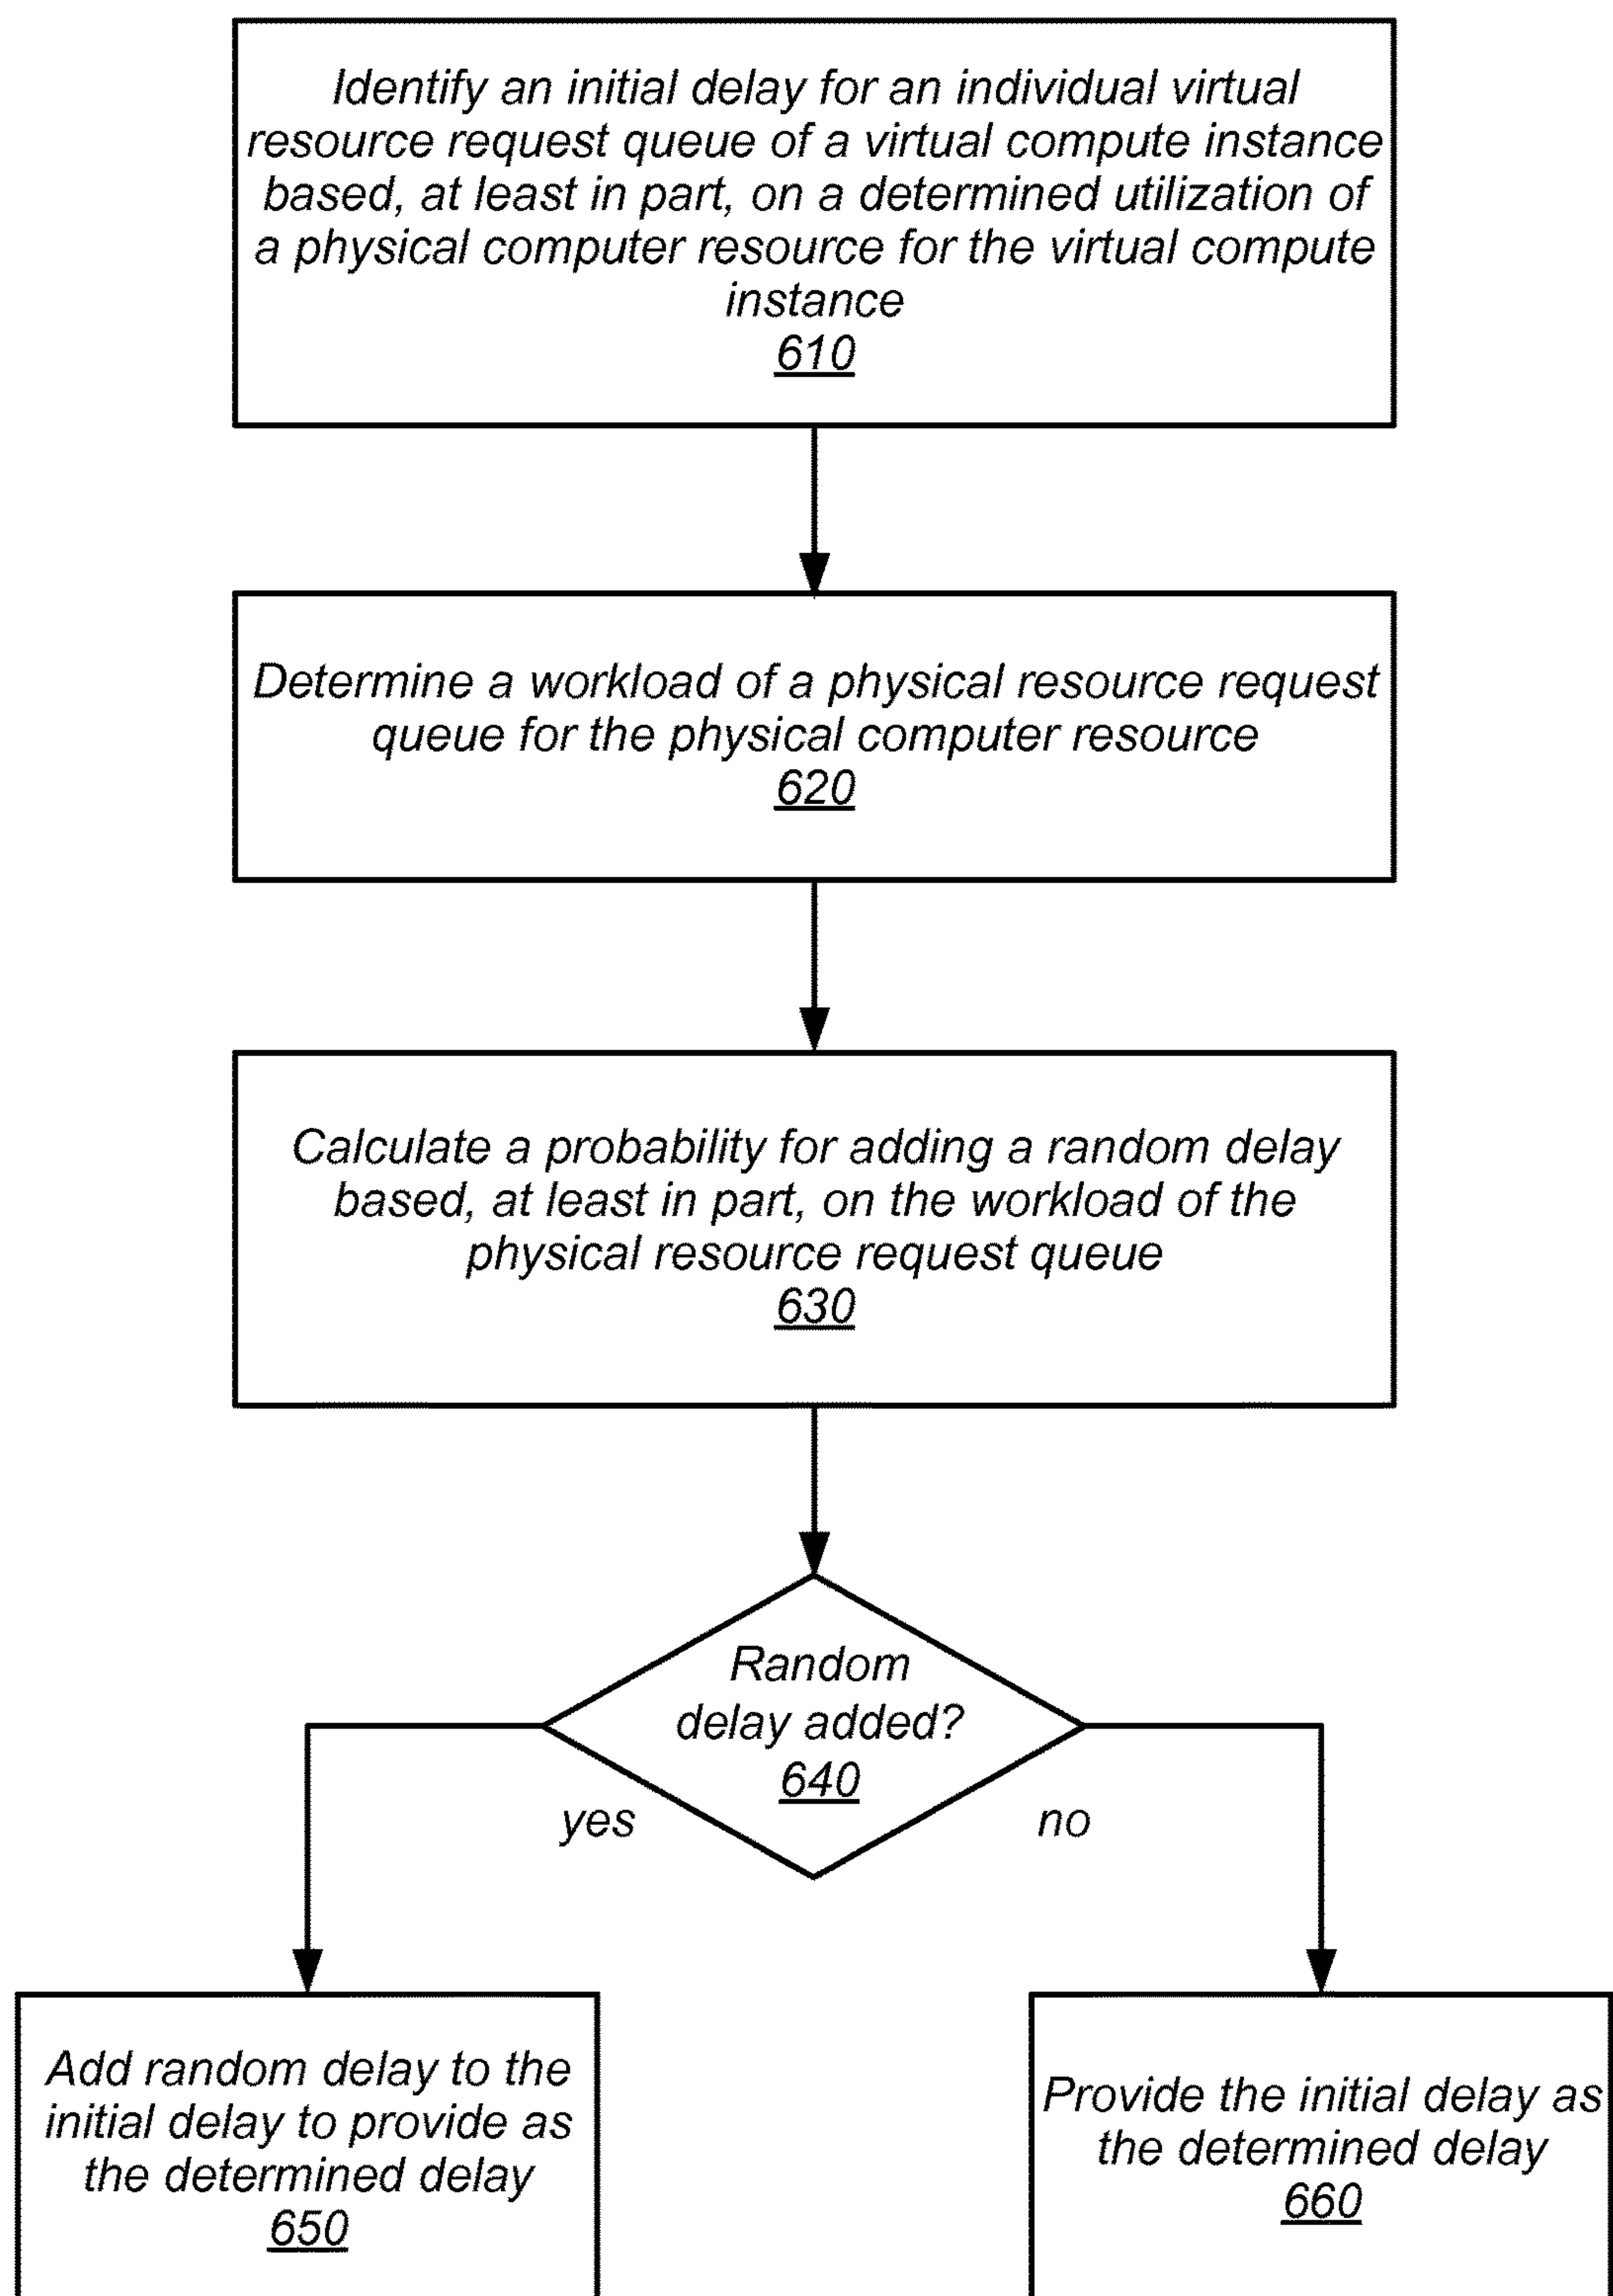 Identify an initial delay for an individual virtual
resource request queue of a virtual compute instance
based, at least in part, on a determined utilization of
a physical computer resource for the virtual compute
instance
610
Determine a workload of a physical resource request
queue for the physical computer resource
620
Calculate a probability for adding a random delay
based, at least in part, on the workload of the
physical resource request queue
630
Random
delay added?
640
yes
no
Add random delay to the
initial delay to provide as
the determined delay
650
Provide the initial delay as
the determined delay
660